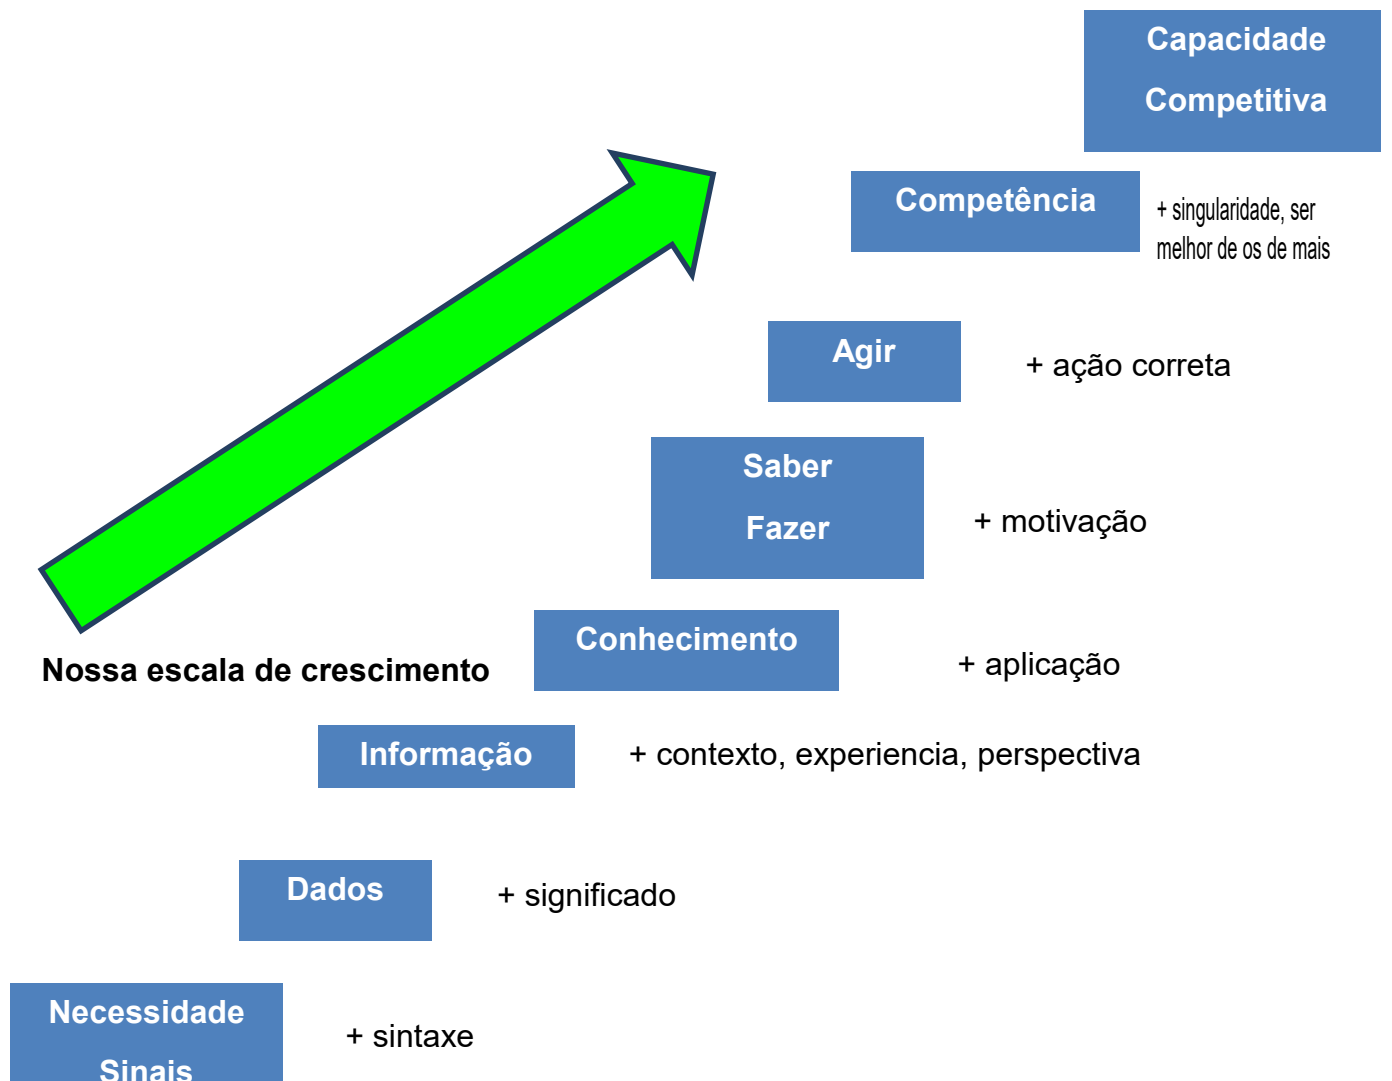 Capacidade
Competitiva
Competência
+ singularidade, ser
melhor de os de mais
Agir
+ ação correta
Saber
Fazer
+ motivação
Conhecimento
+ aplicação
Nossa escala de crescimento
Informação
+ contexto, experiencia, perspectiva
Dados
+ significado
Necessidade
Sinais
+ sintaxe